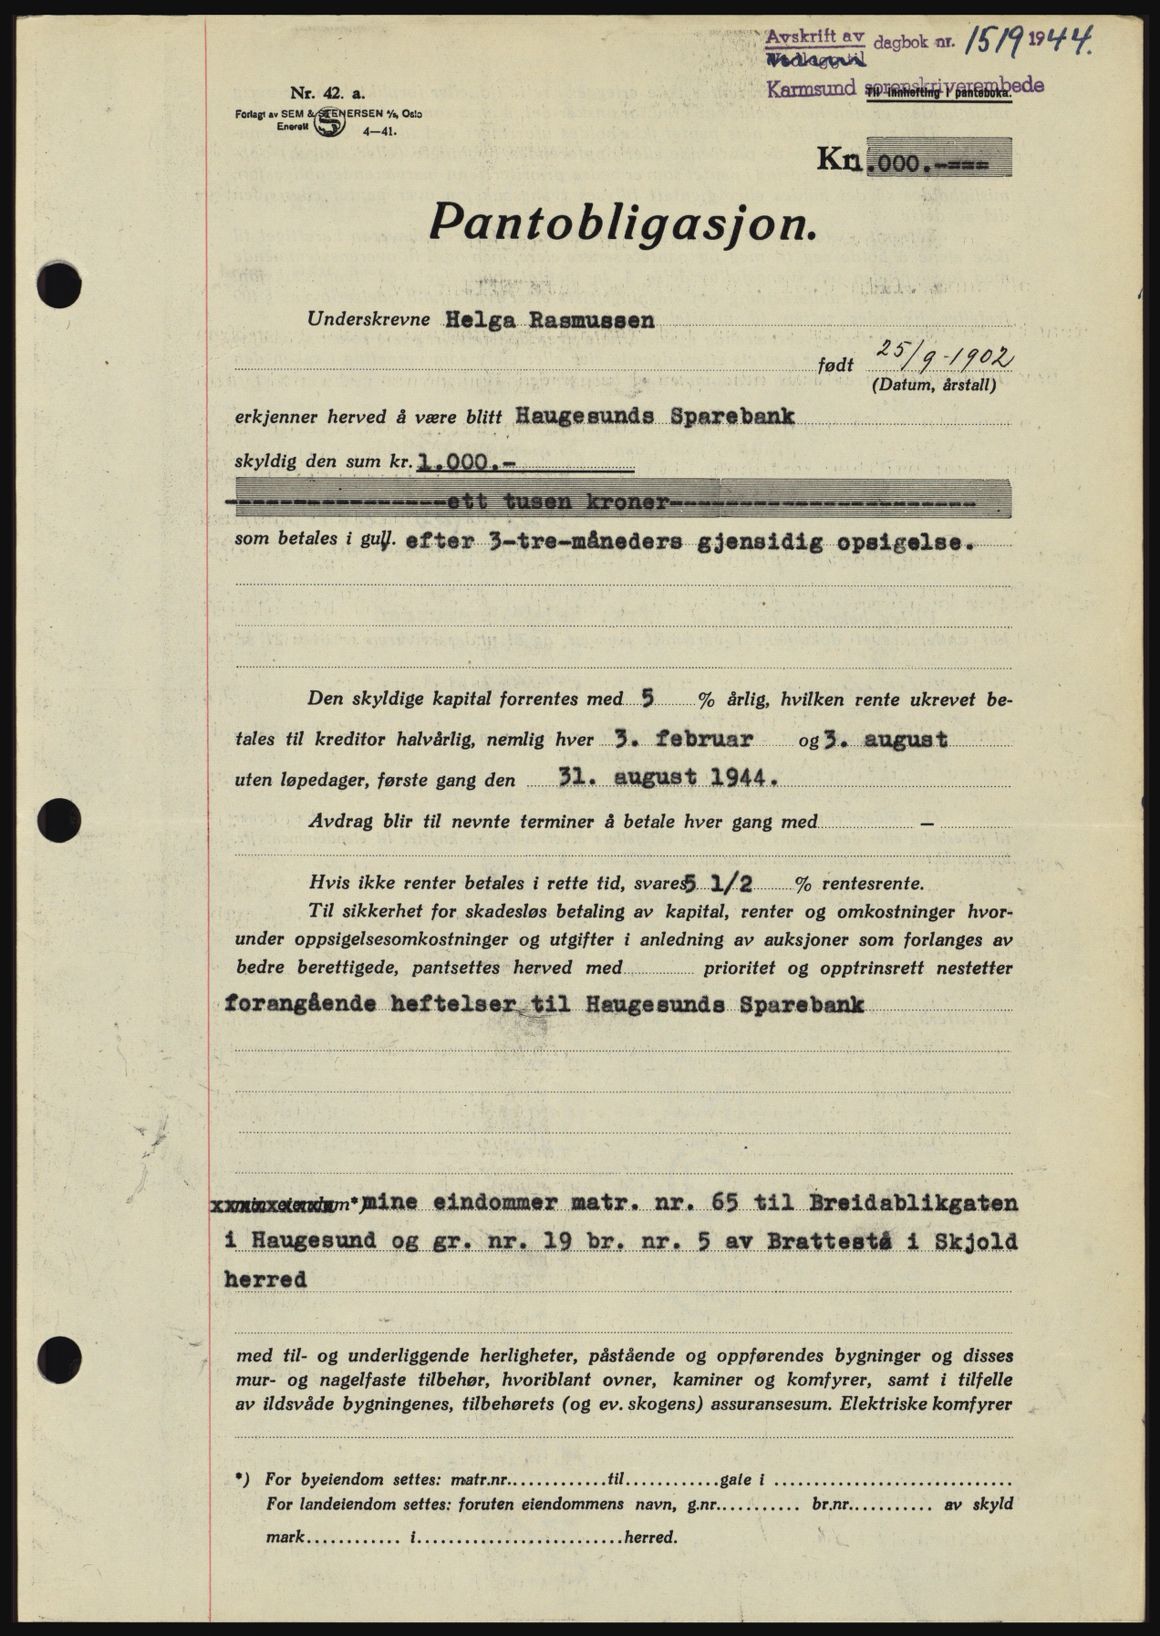 Avskrift av dagbok nr. 1519 1944.
Karmsund sorenskriverembede
Til innhefting i panteboka.
Nr. 42. a.
Forlagt av SEM & STENERSEN A/S, Oslo
Enerett 4—41.
Kr 1.000.-====
Pantobligasjon.
Underskrevne Helga Rasmussen
født 25/9-1902
(Datum, årstall)
erkjenner herved å være blitt Haugesunds Sparebank
skyldig den sum kr. 1.000.-
----------------ett tusen kroner----------------------
som betales i gull. efter 3-tre-måneders gjensidig opsigelse.
Den skyldige kapital forrentes med 5 % årlig, hvilken rente ukrevet be-
tales til kreditor halvårlig, nemlig hver 3. februar og 3. august
uten løpedager, første gang den 31. august 1944.
Avdrag blir til nevnte terminer å betale hver gang med —
Hvis ikke renter betales i rette tid, svares 5 1/2 % rentesrente.
Til sikkerhet for skadesløs betaling av kapital, renter og omkostninger hvor-
under oppsigelsesomkostninger og utgifter i anledning av auksjoner som forlanges av
bedre berettigede, pantsettes herved med prioritet og opptrinsrett nestetter
forangående heftelser til Haugesunds Sparebank
*) mine eindommer matr. nr. 65 til Breidablikgaten
i Haugesund og gr. nr. 19 br. nr. 5 av Brattestø i Skjold
herred
med til- og underliggende herligheter, påstående og oppførendes bygninger og disses
mur- og nagelfaste tilbehør, hvoriblant ovner, kaminer og komfyrer, samt i tilfelle
av ildsvåde bygningenes, tilbehørets (og ev. skogens) assuransesum. Elektriske komfyrer
*) For byeiendom settes: matr.nr.............til............gate i ..............................
For landeiendom settes: foruten eiendommens navn, g.nr........... br.nr........... av skyld
mark............ i..........................herred.